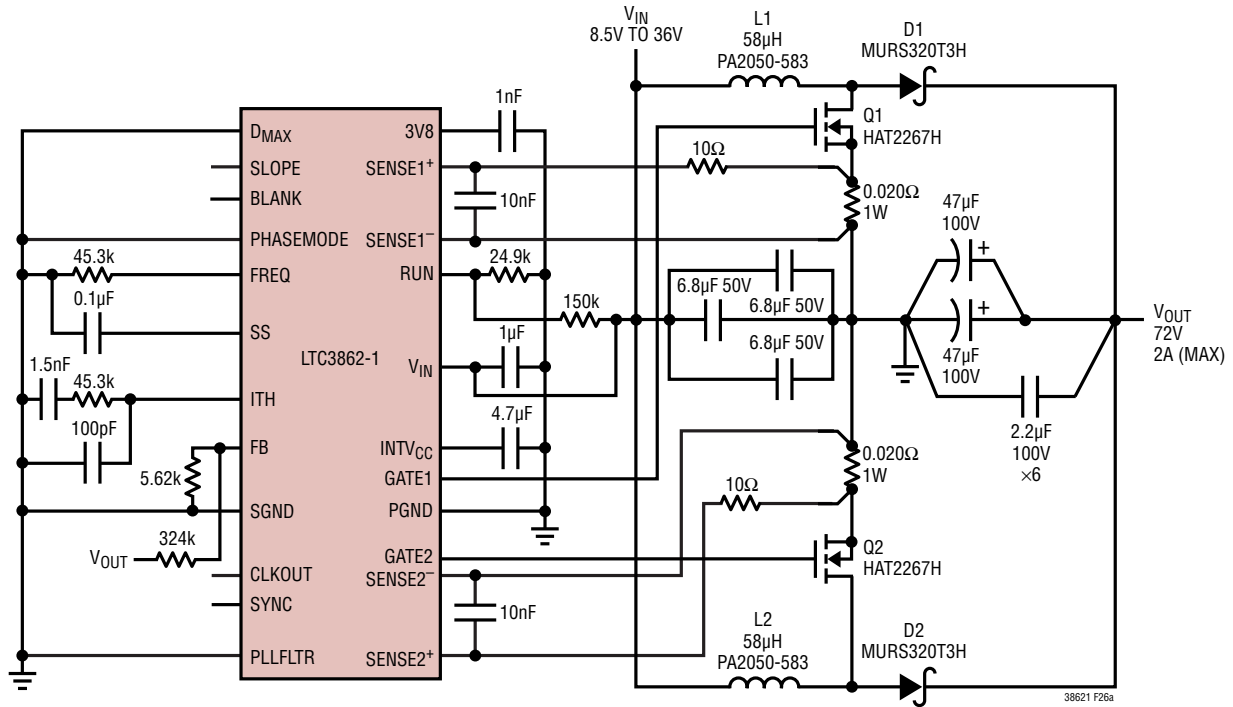 VIN
8.5V TO 36V
L1
58µH
PA2050-583
D1
MURS320T3H
1nF
DMAX
3V8
Q1
HAT2267H
SLOPE
SENSE1+
10Ω
BLANK
10nF
0.020Ω
1W
47µF
100V
PHASEMODE
SENSE1–
45.3k
FREQ
RUN
24.9k
+
0.1µF
150k
6.8µF 50V
6.8µF 50V
+
SS
1µF
6.8µF 50V
47µF
100V
VOUT
72V
2A (MAX)
LTC3862-1
1.5nF
45.3k
VIN
ITH
4.7µF
100pF
2.2µF
100V
×6
FB
INTVCC
0.020Ω
1W
5.62k
GATE1
10Ω
SGND
PGND
324k
VOUT
GATE2
Q2
HAT2267H
CLKOUT
SENSE2–
SYNC
10nF
L2
58µH
PA2050-583
D2
MURS320T3H
PLLFLTR
SENSE2+
38621 F26a